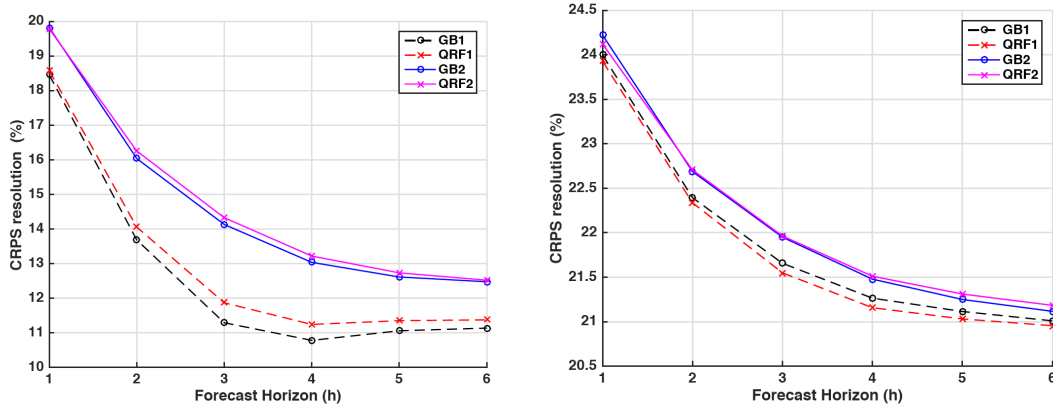 20
19
18
17
16
15
14
13
12
11
10
CRPS resolution (%)
GB1
QRF1
GB2
QRF2
1 2 3 4 5 6
Forecast Horizon (h)
24.5
24
23.5
23
22.5
22
21.5
21
20.5
CRPS resolution (%)
GB1
QRF1
GB2
QRF2
1 2 3 4 5 6
Forecast Horizon (h)